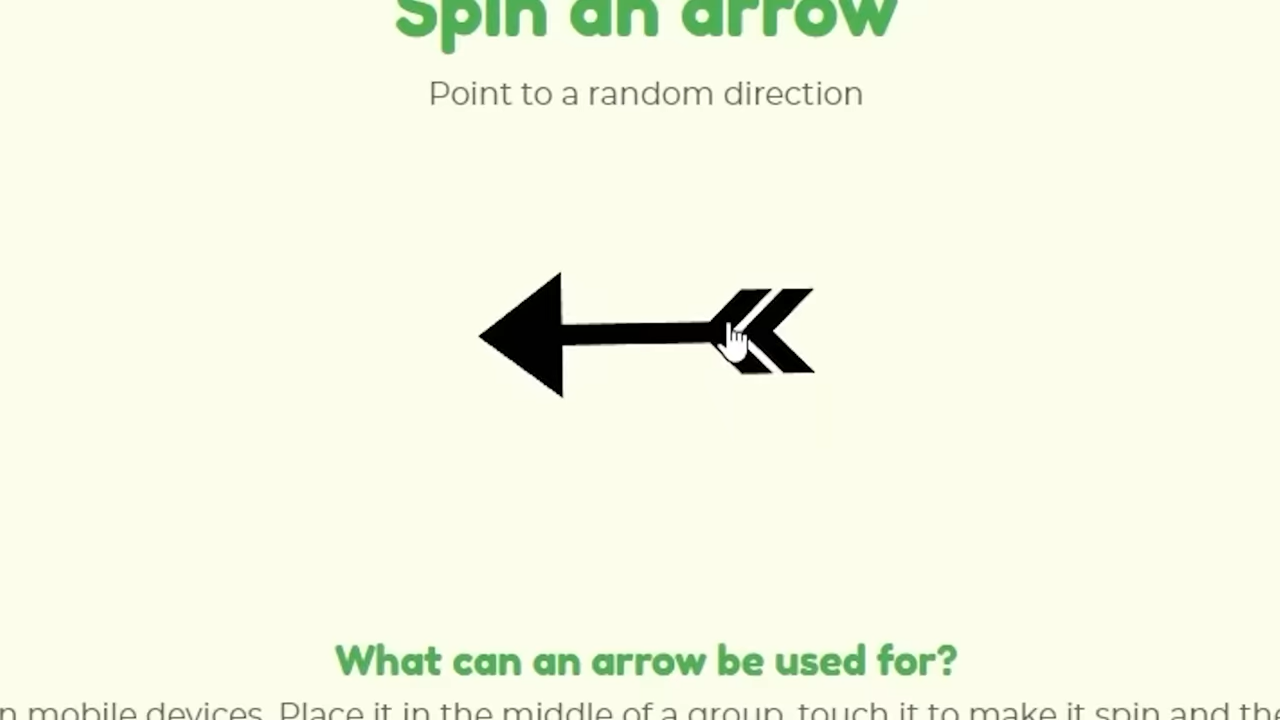 Spin an arrow
Point to a random direction
What can an arrow be used for?
n mobile devices. Place it in the middle of a group, touch it to make it spin and the